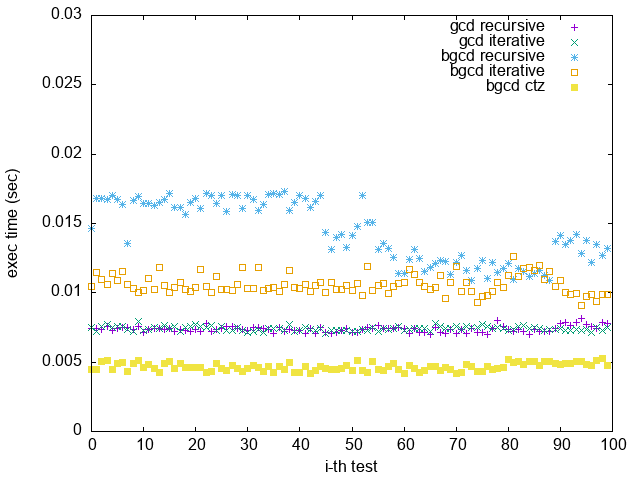 0.03
0.025
0.02
0.015
0.01
0.005
0
0 10 20 30 40 50 60 70 80 90 100
exec time (sec)
i-th test
gcd recursive
gcd iterative
bgcd recursive
bgcd iterative
bgcd ctz